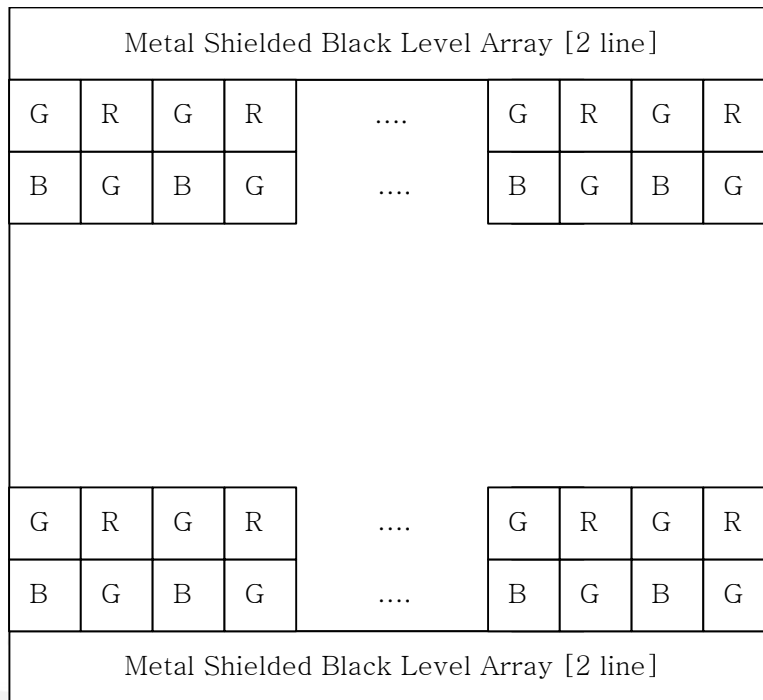 Metal Shielded Black Level Array [2 line]
G R G R .... G R G R
B G B G .... B G B G
G R G R .... G R G R
B G B G .... B G B G
Metal Shielded Black Level Array [2 line]